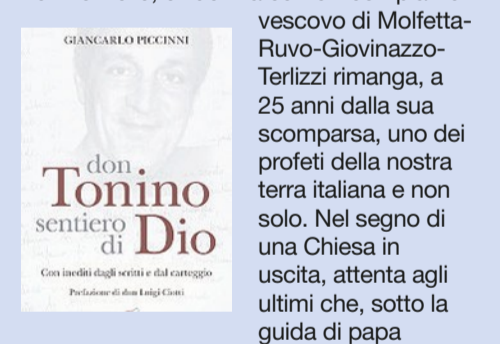 GIANCARLO PICCINNI
don
Tonino
sentiero
di Dio
Con inediti dagli scritti e dal carteggio
Prefazione di don Luigi Ciotti
vescovo di Molfetta-
Ruvo-Giovinazzo-
Terlizzi rimanga, a
25 anni dalla sua
scomparsa, uno dei
profeti della nostra
terra italiana e non
solo. Nel segno di
una Chiesa in
uscita, attenta agli
ultimi che, sotto la
guida di papa